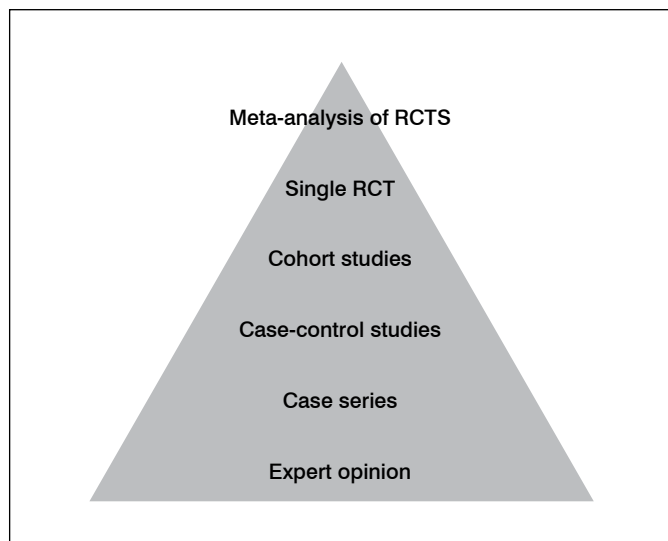 Meta-analysis of RCTS
Single RCT
Cohort studies
Case-control studies
Case series
Expert opinion